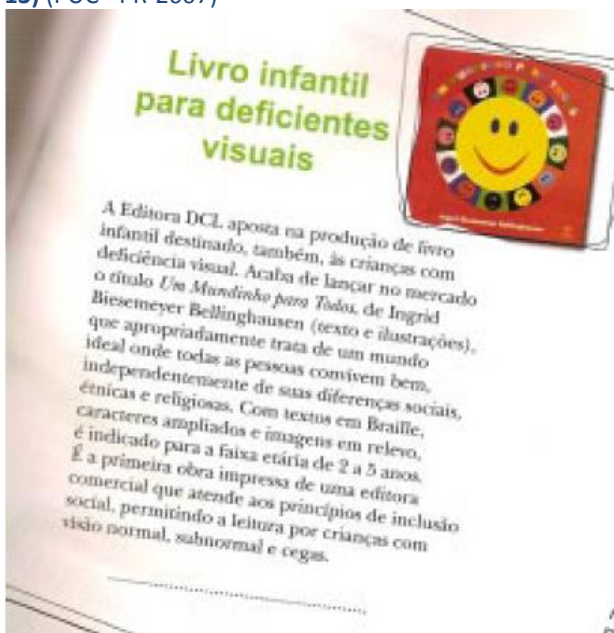 15) (PUC - PR-2007)
Livro infantil
para deficientes
visuais
A Editora DCL aposta na produção de livro
infantil destinado, também, às crianças com
deficiência visual. Acaba de lançar no mercado
o título Um Mundinho para Todos, de Ingrid
Biesemeyer Bellinghausen (texto e ilustrações),
que apropriadamente trata de um mundo
ideal onde todas as pessoas convivem bem,
independentemente de suas diferenças sociais,
étnicas e religiosas. Com textos em Braille,
caracteres ampliados e imagens em relevo,
é indicado para a faixa etária de 2 a 5 anos.
É a primeira obra impressa de uma editora
comercial que atende aos princípios de inclusão
social, permitindo a leitura por crianças com
visão normal, subnormal e cegas.